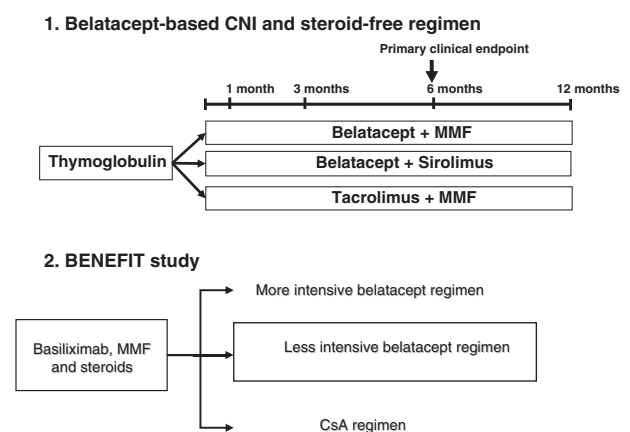 1. Belatacept-based CNI and steroid-free regimen
Primary clinical endpoint
1 month 3 months 6 months 12 months
Belatacept + MMF
Thymoglobulin
Belatacept + Sirolimus
Tacrolimus + MMF
2. BENEFIT study
More intensive belatacept regimen
Basiliximab, MMF
and steroids
Less intensive belatacept regimen
CsA regimen